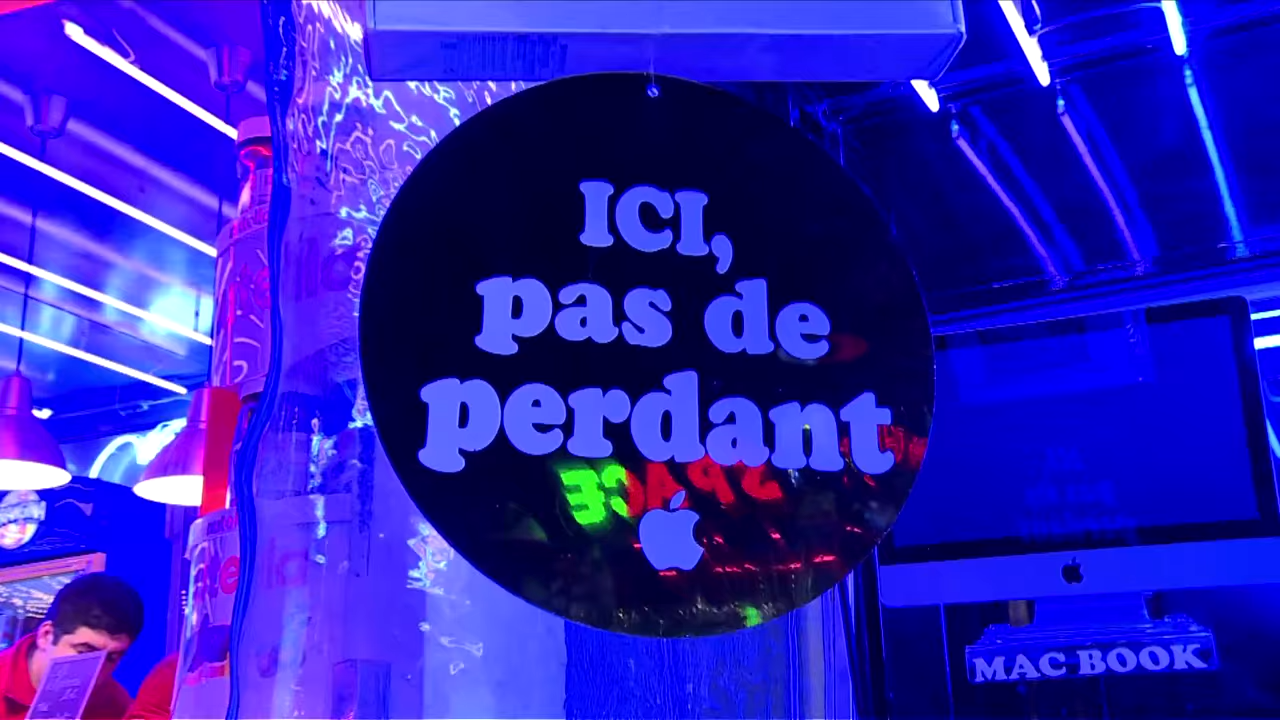 ICI,
pas de
perdant
MAC BOOK